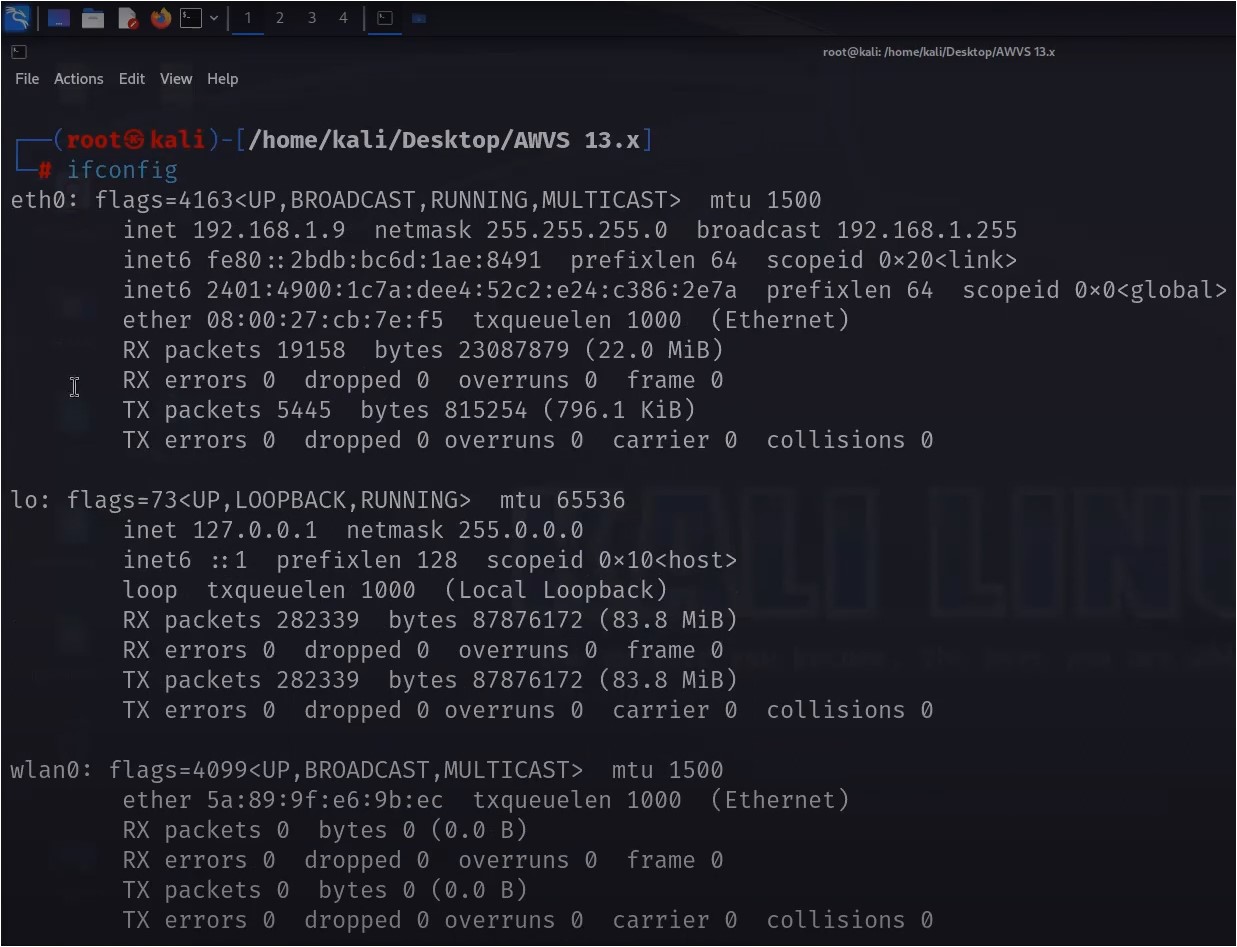 1 2 3 4
root@kali: /home/kali/Desktop/AWVS 13.x
File Actions Edit View Help
(root㉿kali)-[/home/kali/Desktop/AWVS 13.x]
# ifconfig
eth0: flags=4163<UP,BROADCAST,RUNNING,MULTICAST> mtu 1500
inet 192.168.1.9 netmask 255.255.255.0 broadcast 192.168.1.255
inet6 fe80::2bdb:bc6d:1ae:8491 prefixlen 64 scopeid 0×20<link>
inet6 2401:4900:1c7a:dee4:52c2:e24:c386:2e7a prefixlen 64 scopeid 0×0<global>
ether 08:00:27:cb:7e:f5 txqueuelen 1000 (Ethernet)
RX packets 19158 bytes 23087879 (22.0 MiB)
RX errors 0 dropped 0 overruns 0 frame 0
TX packets 5445 bytes 815254 (796.1 KiB)
TX errors 0 dropped 0 overruns 0 carrier 0 collisions 0
lo: flags=73<UP,LOOPBACK,RUNNING> mtu 65536
inet 127.0.0.1 netmask 255.0.0.0
inet6 ::1 prefixlen 128 scopeid 0×10<host>
loop txqueuelen 1000 (Local Loopback)
RX packets 282339 bytes 87876172 (83.8 MiB)
RX errors 0 dropped 0 overruns 0 frame 0
TX packets 282339 bytes 87876172 (83.8 MiB)
TX errors 0 dropped 0 overruns 0 carrier 0 collisions 0
wlan0: flags=4099<UP,BROADCAST,MULTICAST> mtu 1500
ether 5a:89:9f:e6:9b:ec txqueuelen 1000 (Ethernet)
RX packets 0 bytes 0 (0.0 B)
RX errors 0 dropped 0 overruns 0 frame 0
TX packets 0 bytes 0 (0.0 B)
TX errors 0 dropped 0 overruns 0 carrier 0 collisions 0